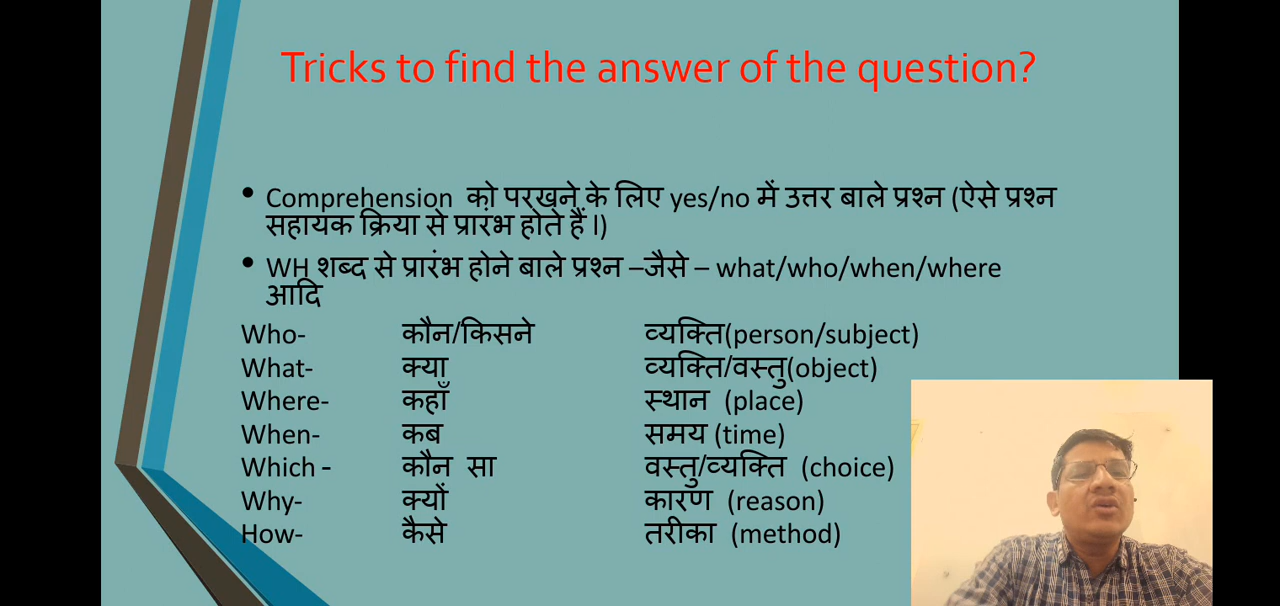 Tricks to find the answer of the question?
• Comprehension को परखने के लिए yes/no में उत्तर बाले प्रश्न (ऐसे प्रश्न
सहायक क्रिया से प्रारंभ होते हैं ।)
• WH शब्द से प्रारंभ होने बाले प्रश्न –जैसे – what/who/when/where
आदि
Who- कौन/किसने व्यक्ति(person/subject)
What- क्या व्यक्ति/वस्तु(object)
Where- कहाँ स्थान (place)
When- कब समय (time)
Which - कौन सा वस्तु/व्यक्ति (choice)
Why- क्यों कारण (reason)
How- कैसे तरीका (method)